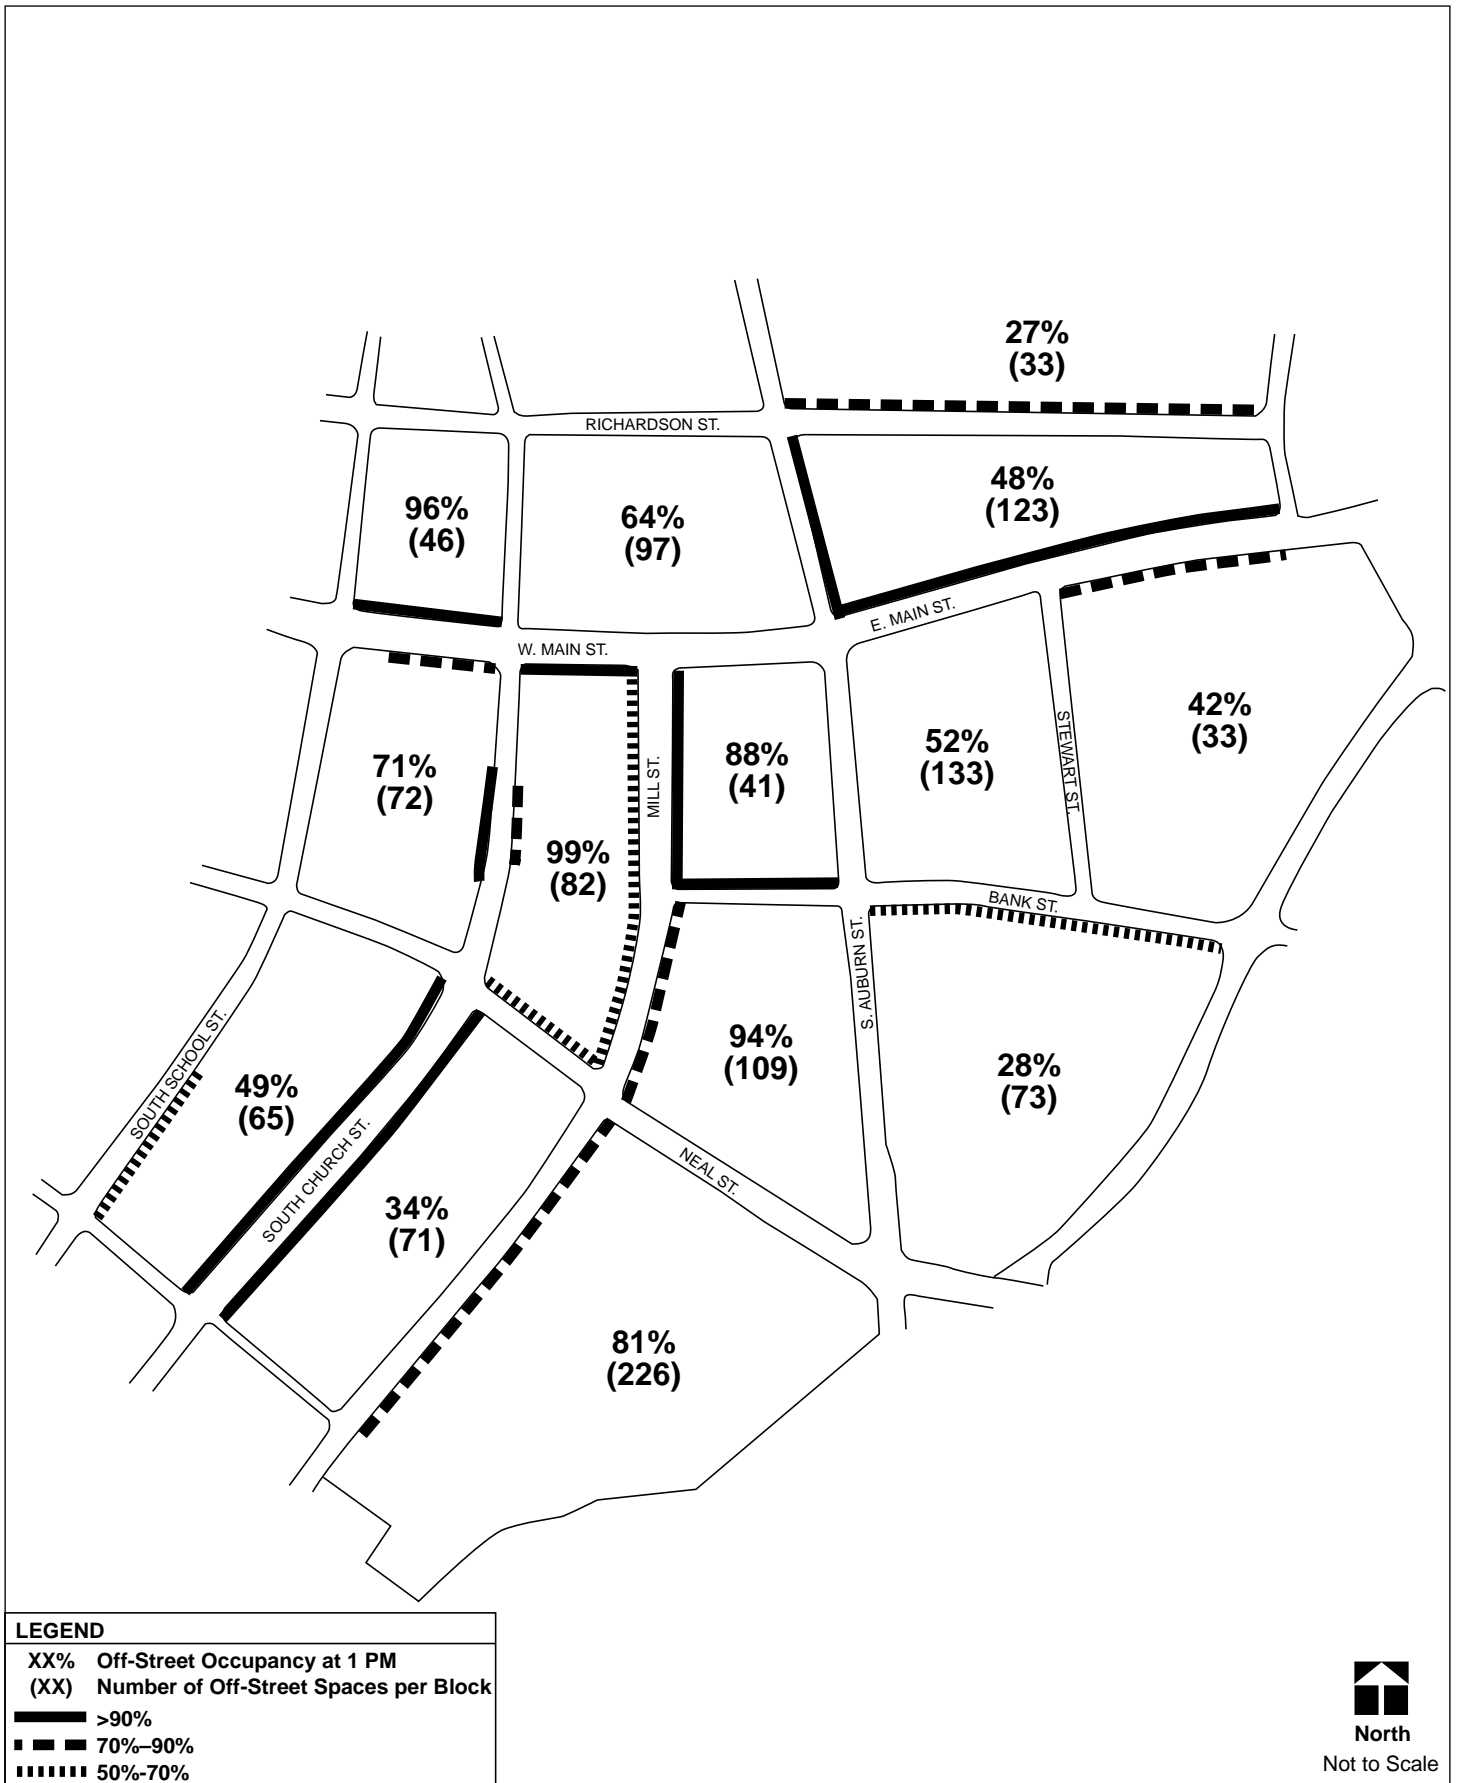 27%
(33)
RICHARDSON ST.
48%
(123)
96%
(46)
64%
(97)
E. MAIN ST.
W. MAIN ST.
42%
(33)
STEWART ST.
52%
(133)
88%
(41)
MILL ST.
71%
(72)
99%
(82)
BANK ST.
S. AUBURN ST.
94%
(109)
28%
(73)
SOUTH SCHOOL ST.
49%
(65)
SOUTH CHURCH ST.
NEAL ST.
34%
(71)
81%
(226)
LEGEND
XX% Off-Street Occupancy at 1 PM
(XX) Number of Off-Street Spaces per Block
>90%
70%–90%
50%-70%
North
Not to Scale